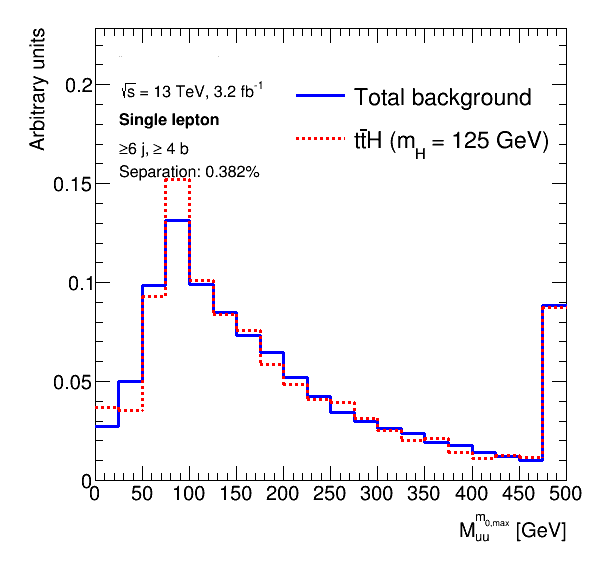 Arbitrary units
√s = 13 TeV, 3.2 fb⁻¹
Single lepton
≥6 j, ≥ 4 b
Separation: 0.382%
Total background
tt̄H (m_H = 125 GeV)
0.2
0.15
0.1
0.05
0
0 50 100 150 200 250 300 350 400 450 500
M_uu^m_0,max [GeV]